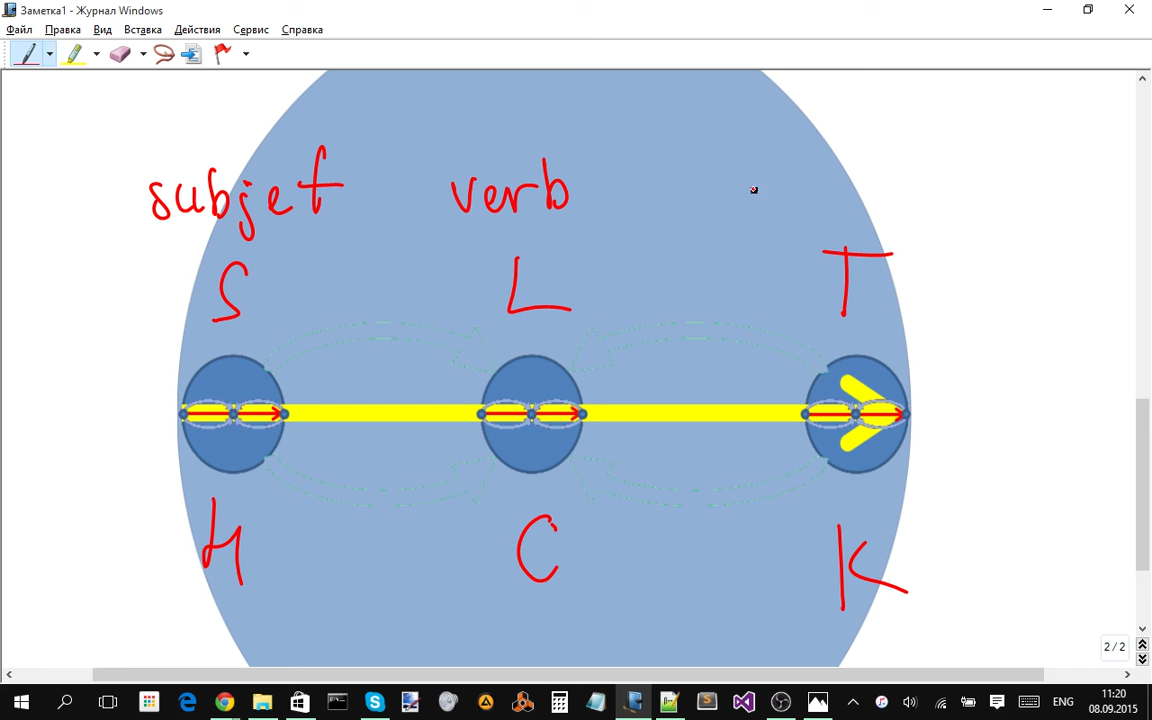 Заметка1 - Журнал Windows
Файл Правка Вид Вставка Действия Сервис Справка
subjet verb
S L T
H C K
2 / 2
ENG 11:20
08.09.2015